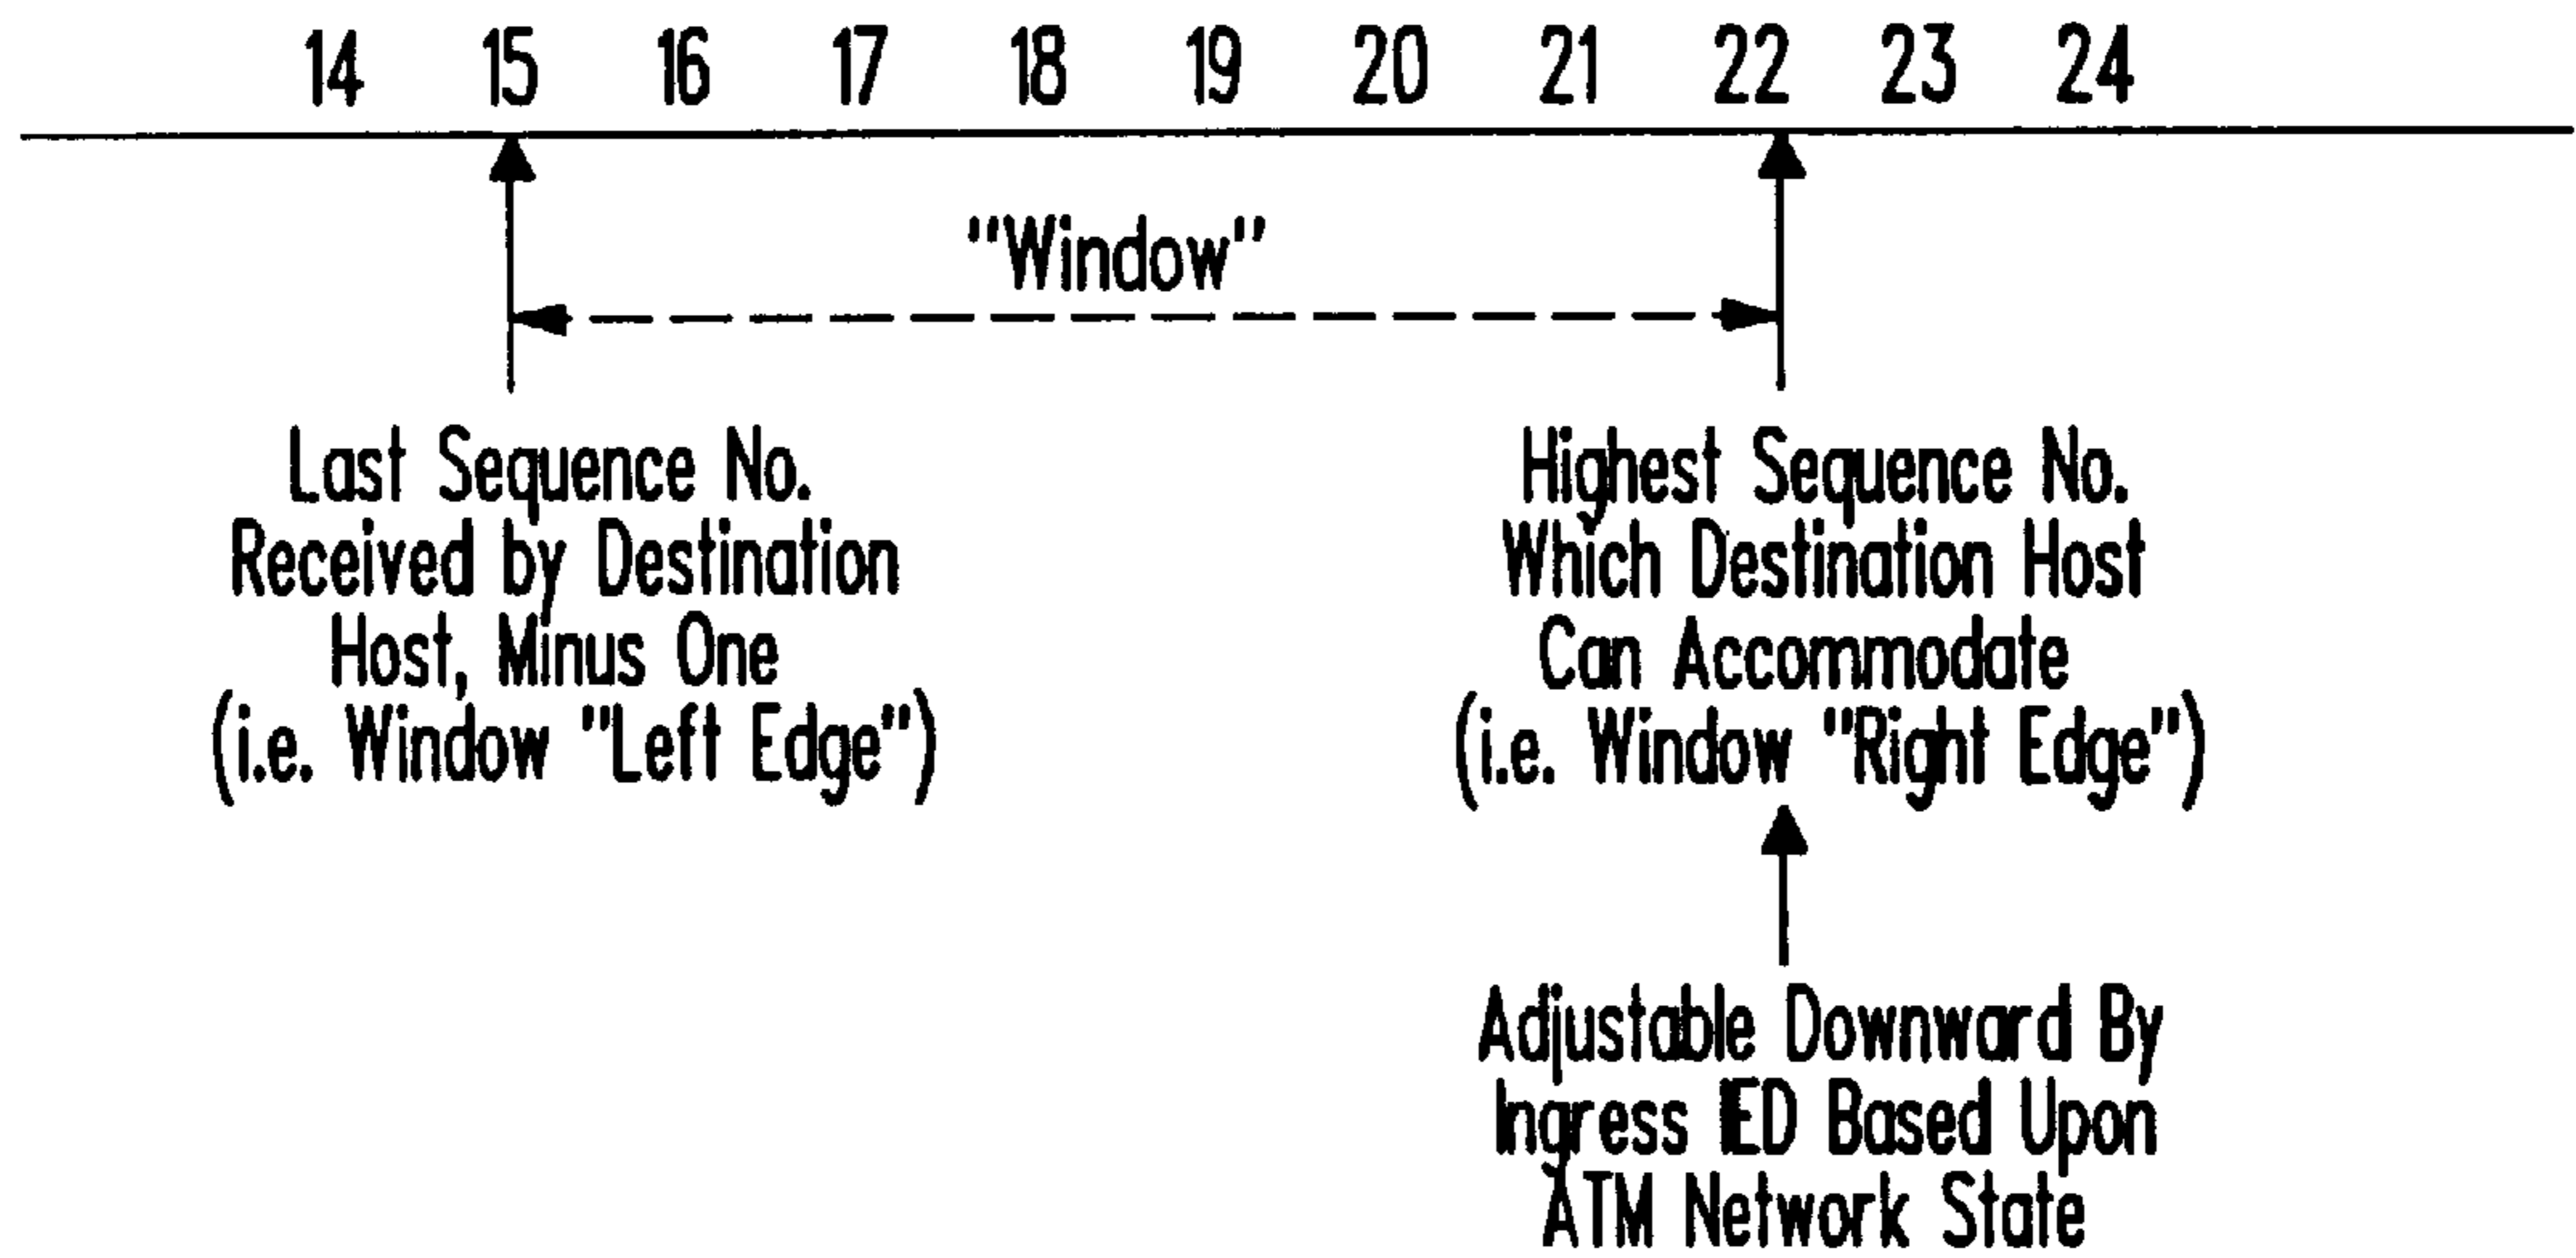 14 15 16 17 18 19 20 21 22 23 24
"Window"
Last Sequence No.
Received by Destination
Host, Minus One
(i.e. Window "Left Edge")
Highest Sequence No.
Which Destination Host
Can Accommodate
(i.e. Window "Right Edge")
Adjustable Downward By
Ingress IED Based Upon
ATM Network State